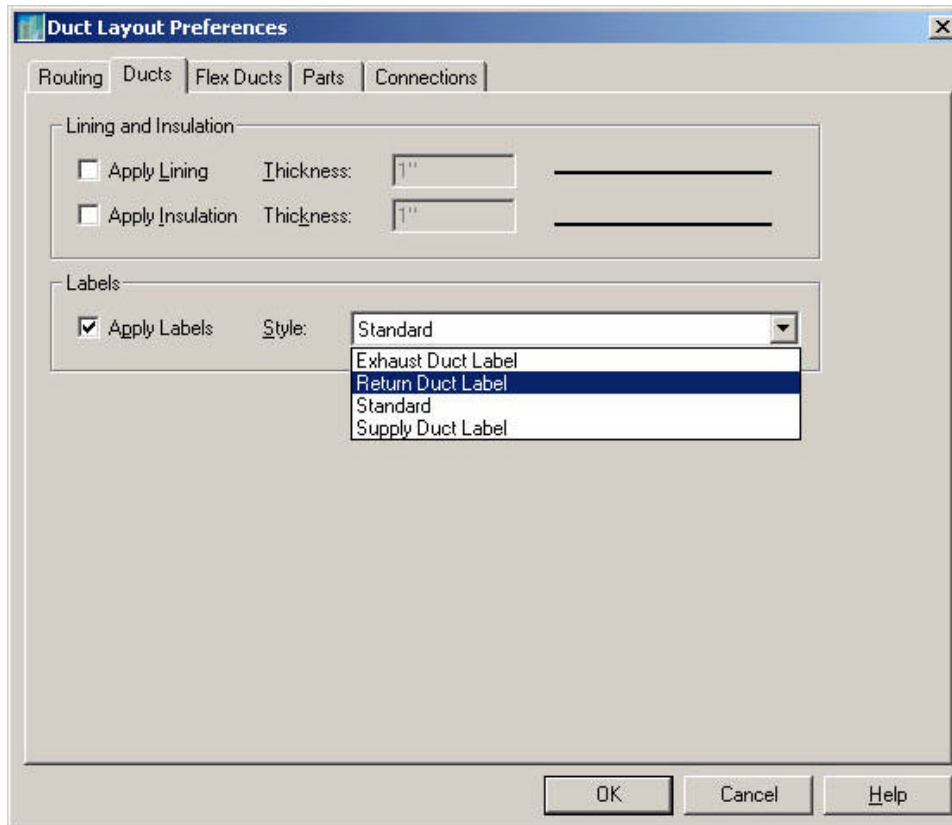 Duct Layout Preferences
Routing Ducts Flex Ducts Parts Connections
Lining and Insulation
Apply Lining Thickness: 1"
Apply Insulation Thickness: 1"
Labels
Apply Labels Style: Standard
Exhaust Duct Label
Return Duct Label
Standard
Supply Duct Label
OK Cancel Help